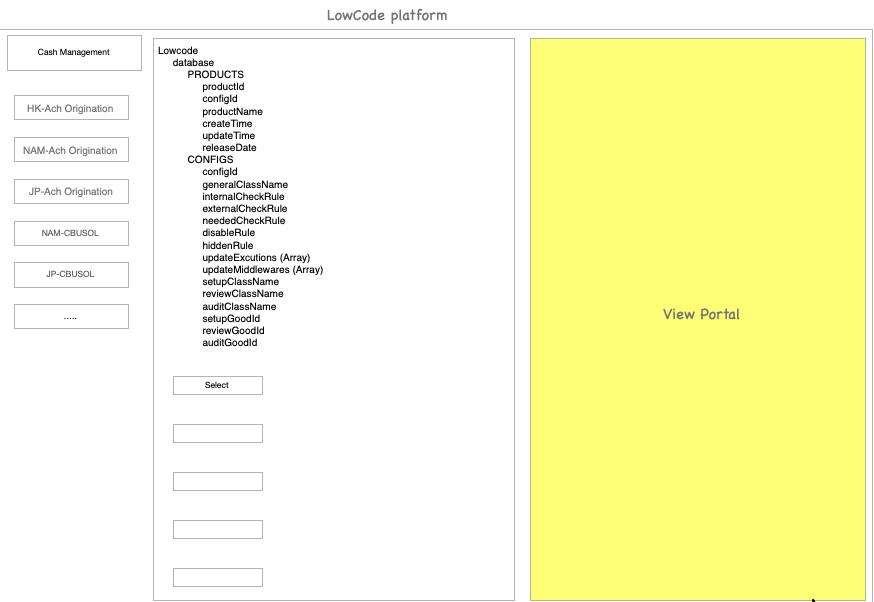 LowCode platform
Cash Management
HK-Ach Origination
NAM-Ach Origination
JP-Ach Origination
NAM-CBUSOL
JP-CBUSOL
.....
Lowcode
database
PRODUCTS
productId
configId
productName
createTime
updateTime
releaseDate
CONFIGS
configId
generalClassName
internalCheckRule
externalCheckRule
neededCheckRule
disableRule
hiddenRule
updateExcutions (Array)
updateMiddlewares (Array)
setupClassName
reviewClassName
auditClassName
setupGoodId
reviewGoodId
auditGoodId
Select
View Portal